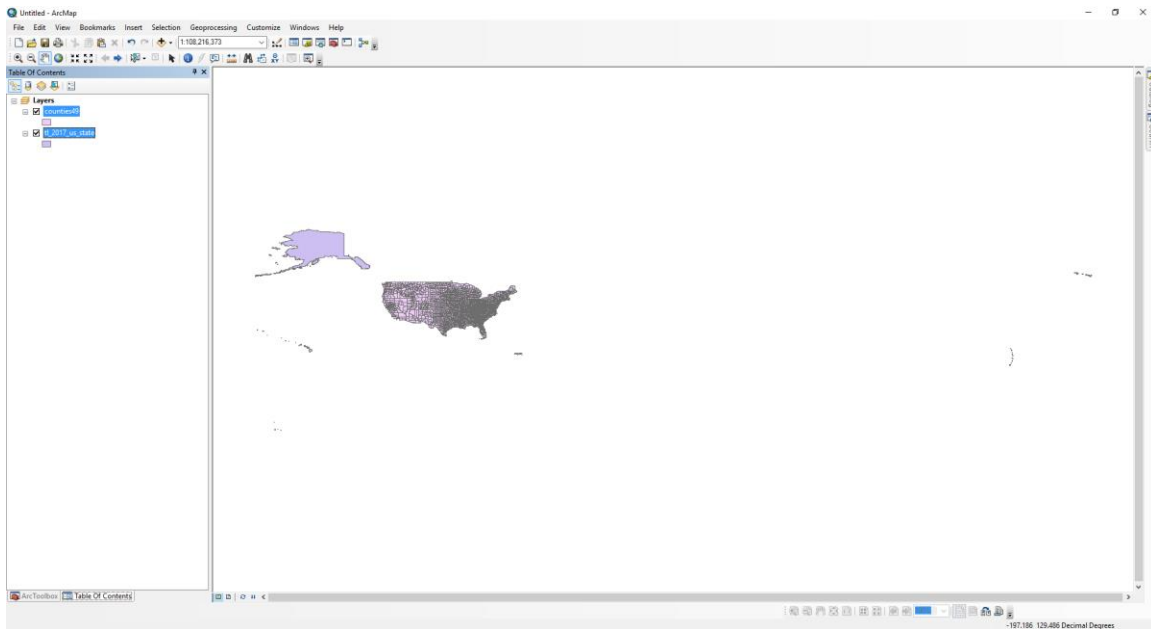 Untitled - ArcMap
File Edit View Bookmarks Insert Selection Geoprocessing Customize Windows Help
1:108,216,373
Table Of Contents
Layers
counties49
tl_2017_us_state
ArcToolbox Table Of Contents
-197.186 129.486 Decimal Degrees